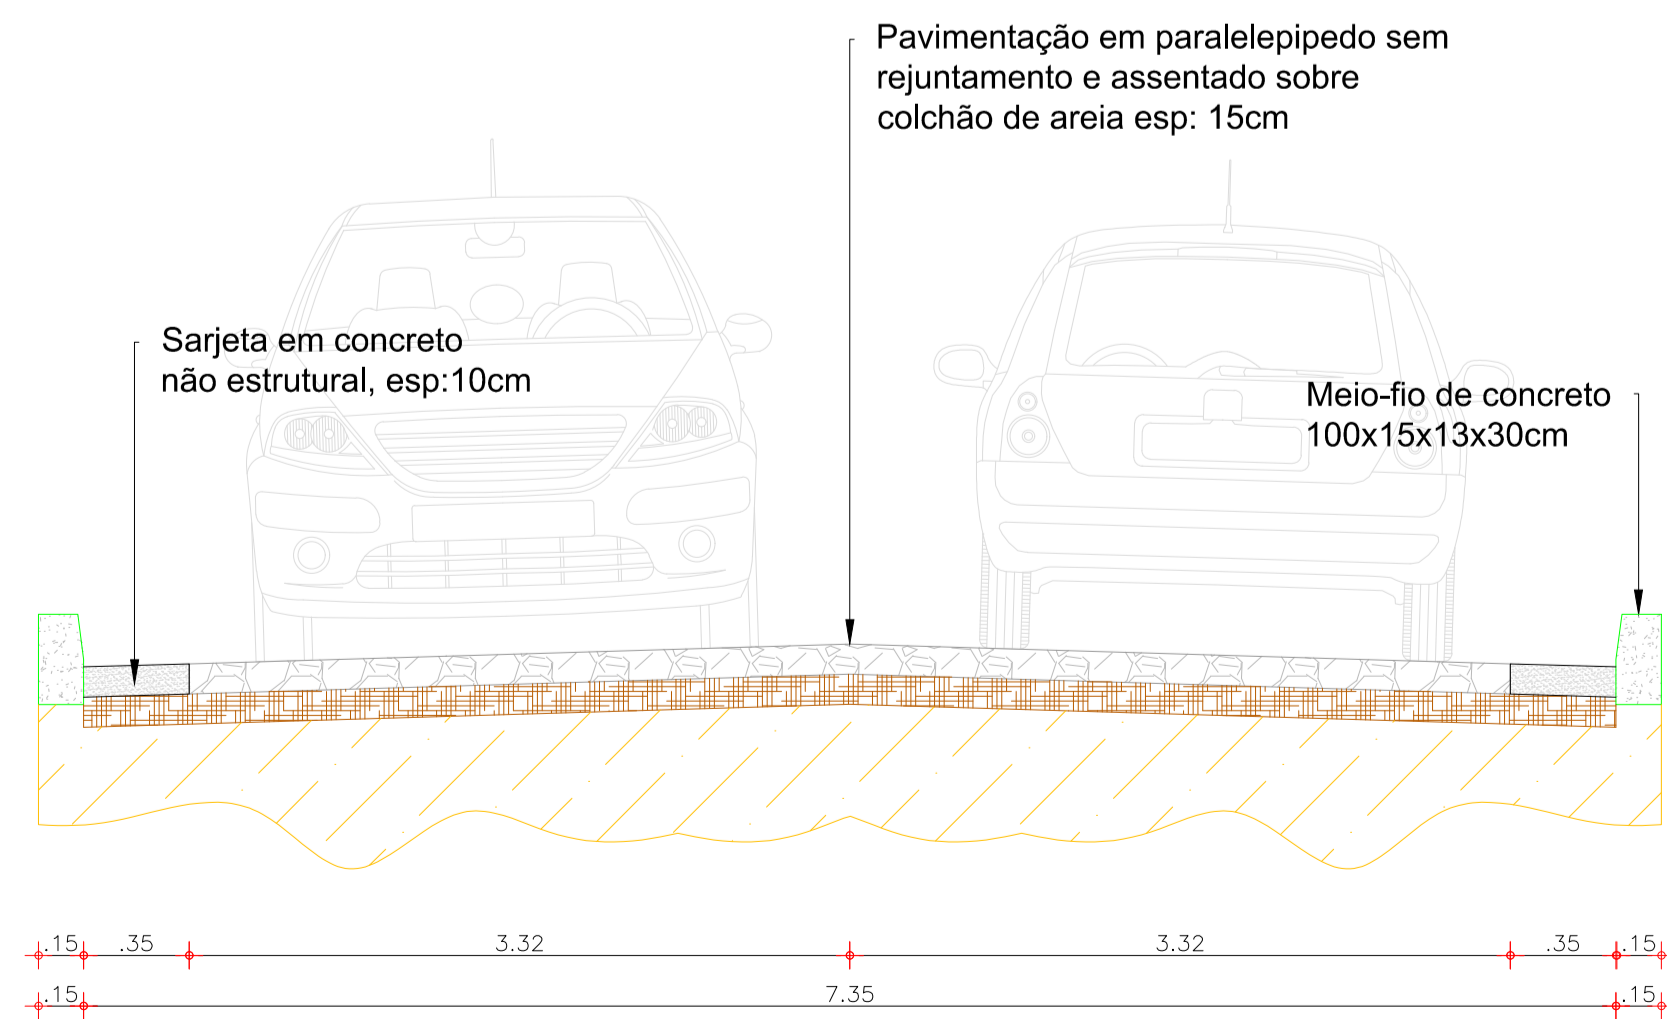 Pavimentação em paralelepipedo sem
rejuntamento e assentado sobre
colchão de areia esp: 15cm
Sarjeta em concreto
não estrutural, esp:10cm
Meio-fio de concreto
100x15x13x30cm
.15 .35 3.32 3.32 .35 .15
.15 7.35 .15